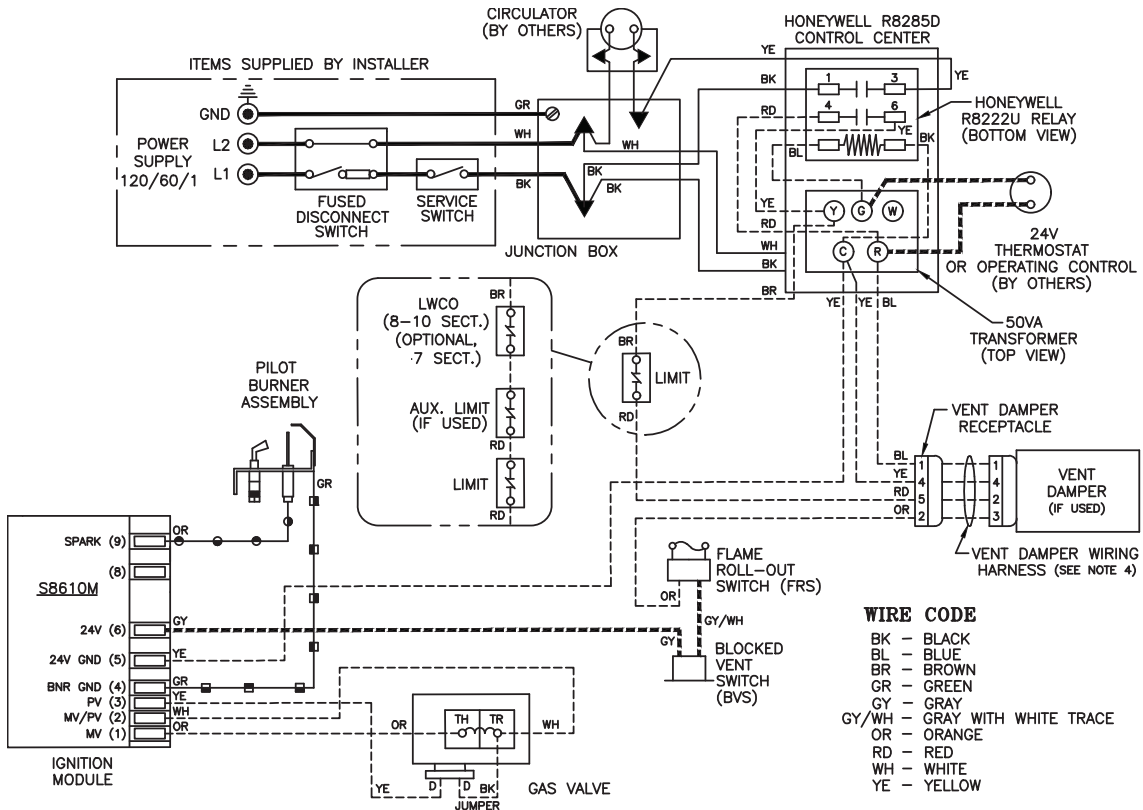 CIRCULATOR
(BY OTHERS)
HONEYWELL R8285D
CONTROL CENTER
ITEMS SUPPLIED BY INSTALLER
GND
L2
POWER
SUPPLY
120/60/1
L1
FUSED
DISCONNECT
SWITCH
SERVICE
SWITCH
GR
WH
BK
WH
BK
BK
JUNCTION BOX
YE
BK
RD
1
3
4
6
YE
YE
BK
BL
HONEYWELL
R8222U RELAY
(BOTTOM VIEW)
YE
RD
Y
G
W
C
R
WH
BK
BR
YE
YE
BL
24V
THERMOSTAT
OR OPERATING CONTROL
(BY OTHERS)
50VA
TRANSFORMER
(TOP VIEW)
BR
LWCO
(8-10 SECT.)
(OPTIONAL,
7 SECT.)
AUX. LIMIT
(IF USED)
RD
LIMIT
RD
BR
LIMIT
RD
PILOT
BURNER
ASSEMBLY
GR
VENT DAMPER
RECEPTACLE
BL
YE
RD
OR
1
4
5
2
1
4
2
3
VENT
DAMPER
(IF USED)
VENT DAMPER WIRING
HARNESS (SEE NOTE 4)
FLAME
ROLL-OUT
SWITCH (FRS)
OR
GY/WH
GY
BLOCKED
VENT
SWITCH
(BVS)
S8610M
SPARK (9)
OR
(8)
24V (6)
GY
24V GND (5)
YE
BNR GND (4)
GR
PV (3)
YE
MV/PV (2)
WH
MV (1)
OR
IGNITION
MODULE
OR
TH
TR
WH
YE
D
D
BK
JUMPER
GAS VALVE
WIRE CODE
BK - BLACK
BL - BLUE
BR - BROWN
GR - GREEN
GY - GRAY
GY/WH - GRAY WITH WHITE TRACE
OR - ORANGE
RD - RED
WH - WHITE
YE - YELLOW